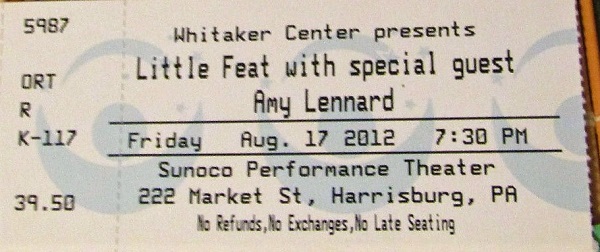 5987
ORT
R
K-117
39.50
Whitaker Center presents
Little Feat with special guest
Amy Lennard
Friday Aug. 17 2012 7:30 PM
Sunoco Performance Theater
222 Market St, Harrisburg, PA
No Refunds,No Exchanges,No Late Seating